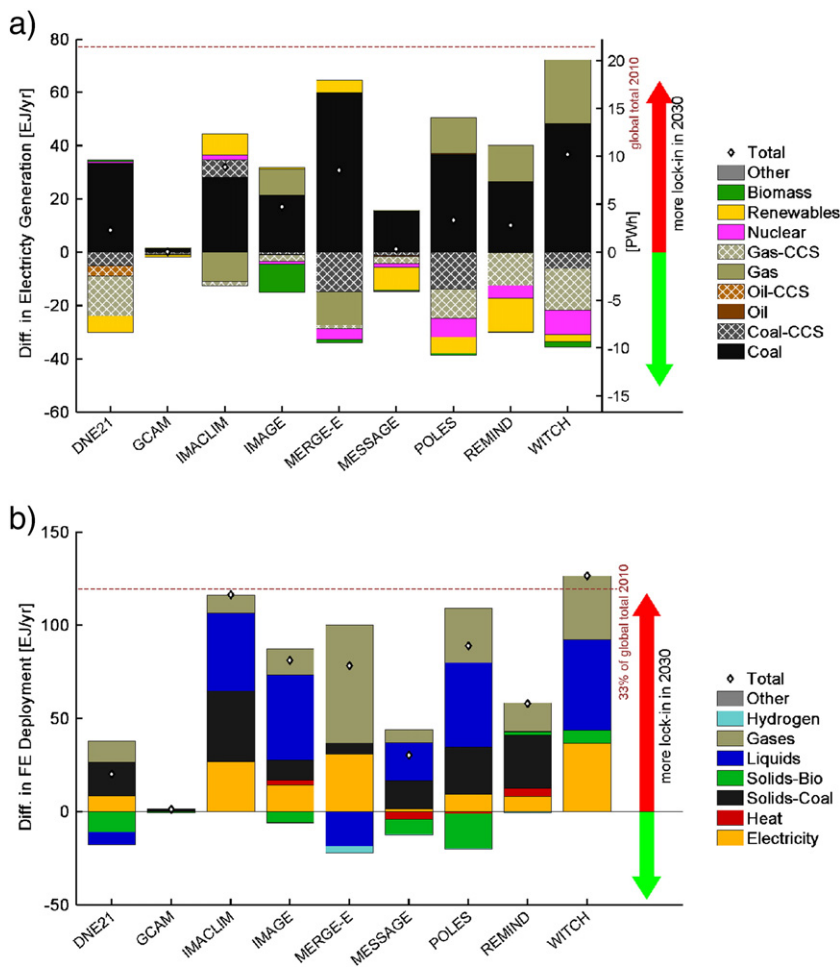 a)
80
60
40
20
0
-20
-40
-60
Diff. in Electricity Generation [EJ/yr]
20
15
10
5
0
-5
-10
-15
[PWh]
global total 2010
more lock-in in 2030
Total
Other
Biomass
Renewables
Nuclear
Gas-CCS
Gas
Oil-CCS
Oil
Coal-CCS
Coal
DNE21
GCAM
IMACLIM
IMAGE
MERGE-E
MESSAGE
POLES
REMIND
WITCH
b)
150
100
50
0
-50
Diff. in FE Deployment [EJ/yr]
33% of global total 2010
more lock-in in 2030
Total
Other
Hydrogen
Gases
Liquids
Solids-Bio
Solids-Coal
Heat
Electricity
DNE21
GCAM
IMACLIM
IMAGE
MERGE-E
MESSAGE
POLES
REMIND
WITCH